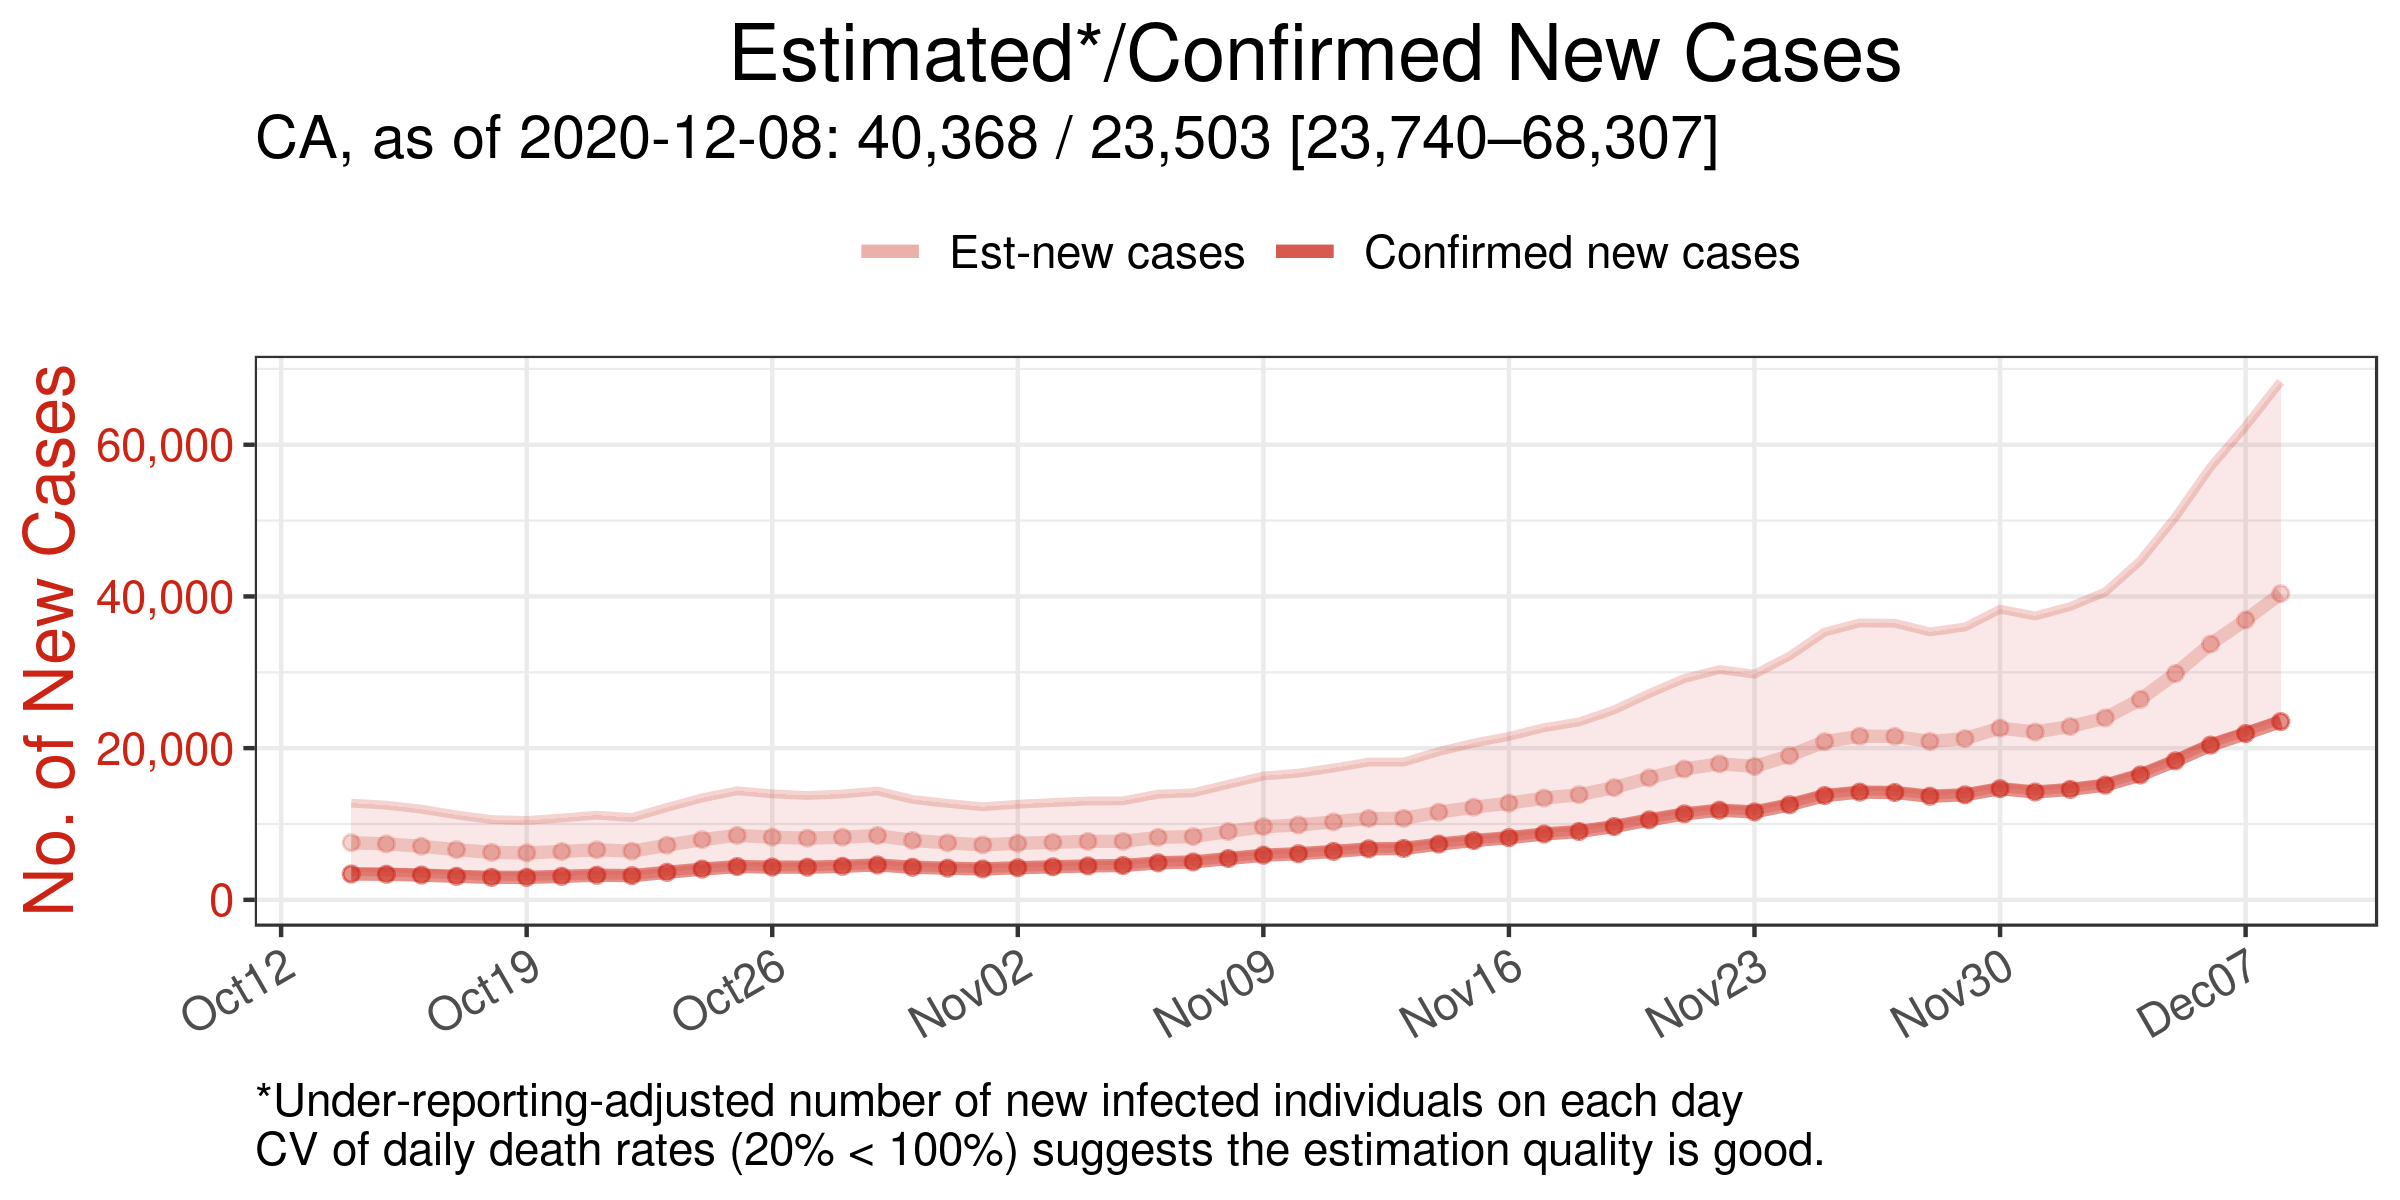 Estimated*/Confirmed New Cases
CA, as of 2020-12-08: 40,368 / 23,503 [23,740–68,307]
Est-new cases
Confirmed new cases
No. of New Cases
60,000
40,000
20,000
0
Oct12
Oct19
Oct26
Nov02
Nov09
Nov16
Nov23
Nov30
Dec07
*Under-reporting-adjusted number of new infected individuals on each day
CV of daily death rates (20% < 100%) suggests the estimation quality is good.